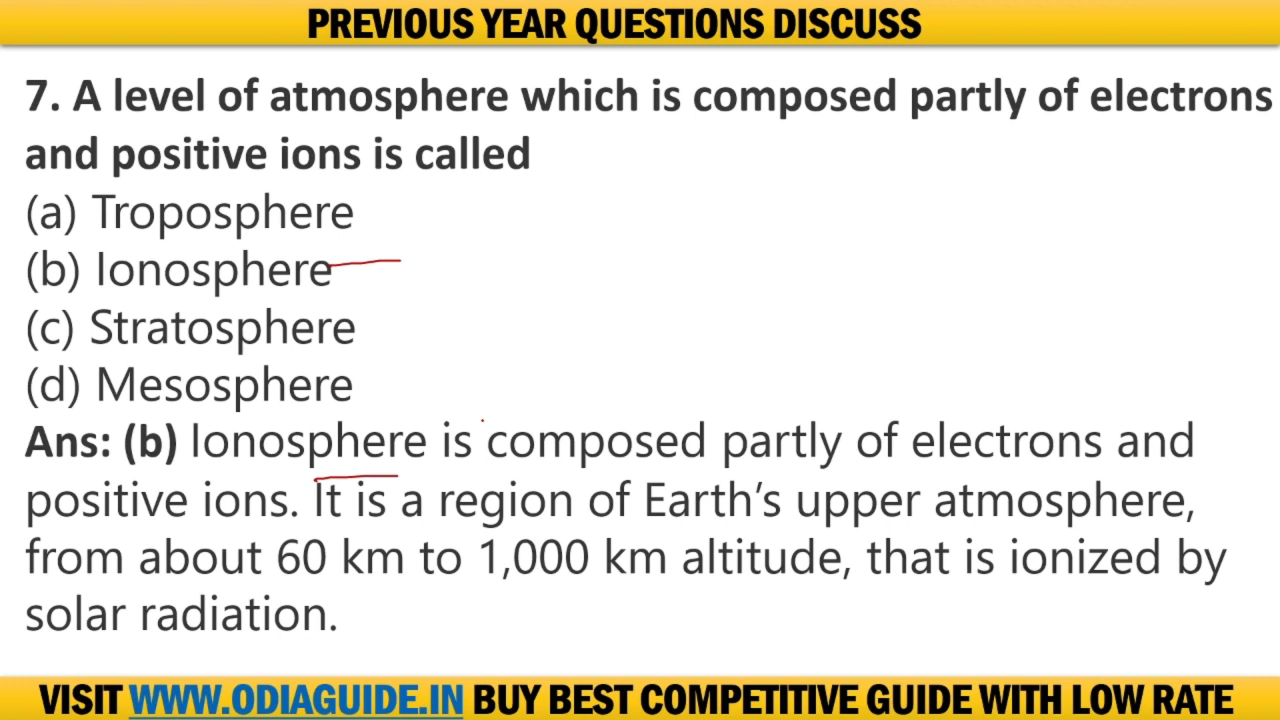 PREVIOUS YEAR QUESTIONS DISCUSS
7. A level of atmosphere which is composed partly of electrons
and positive ions is called
(a) Troposphere
(b) Ionosphere
(c) Stratosphere
(d) Mesosphere
Ans: (b) Ionosphere is composed partly of electrons and
positive ions. It is a region of Earth’s upper atmosphere,
from about 60 km to 1,000 km altitude, that is ionized by
solar radiation.
VISIT WWW.ODIAGUIDE.IN BUY BEST COMPETITIVE GUIDE WITH LOW RATE